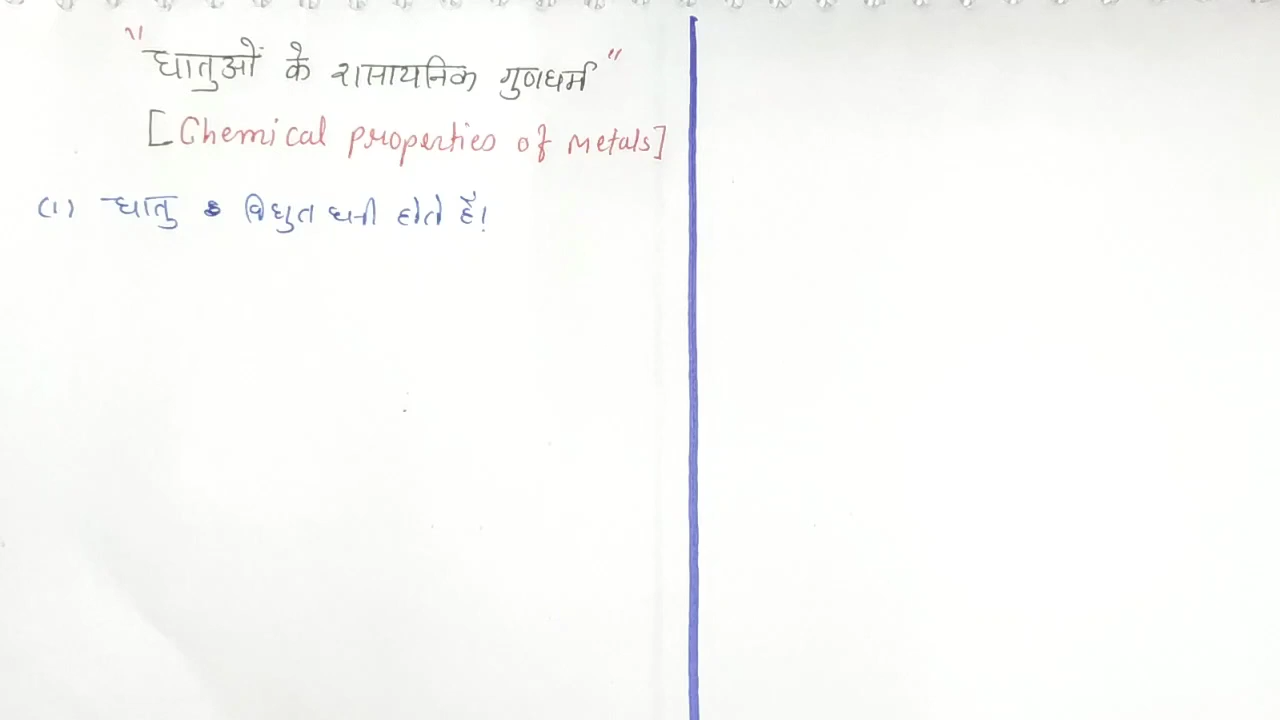 "धातुओं के रासायनिक गुणधर्म"
[Chemical properties of metals]
(1) धातु विद्युत धनी होते हैं!